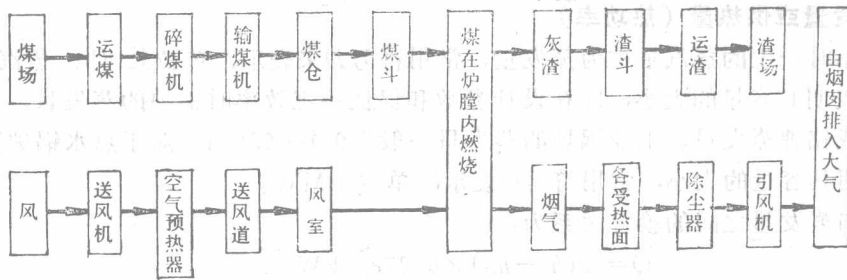 煤场
运煤
碎煤机
输煤机
煤仓
煤斗
煤在炉膛内燃烧
灰渣
渣斗
运渣
渣场
由烟囱排入大气
风
送风机
空气预热器
送风道
风室
烟气
各受热面
除尘器
引风机